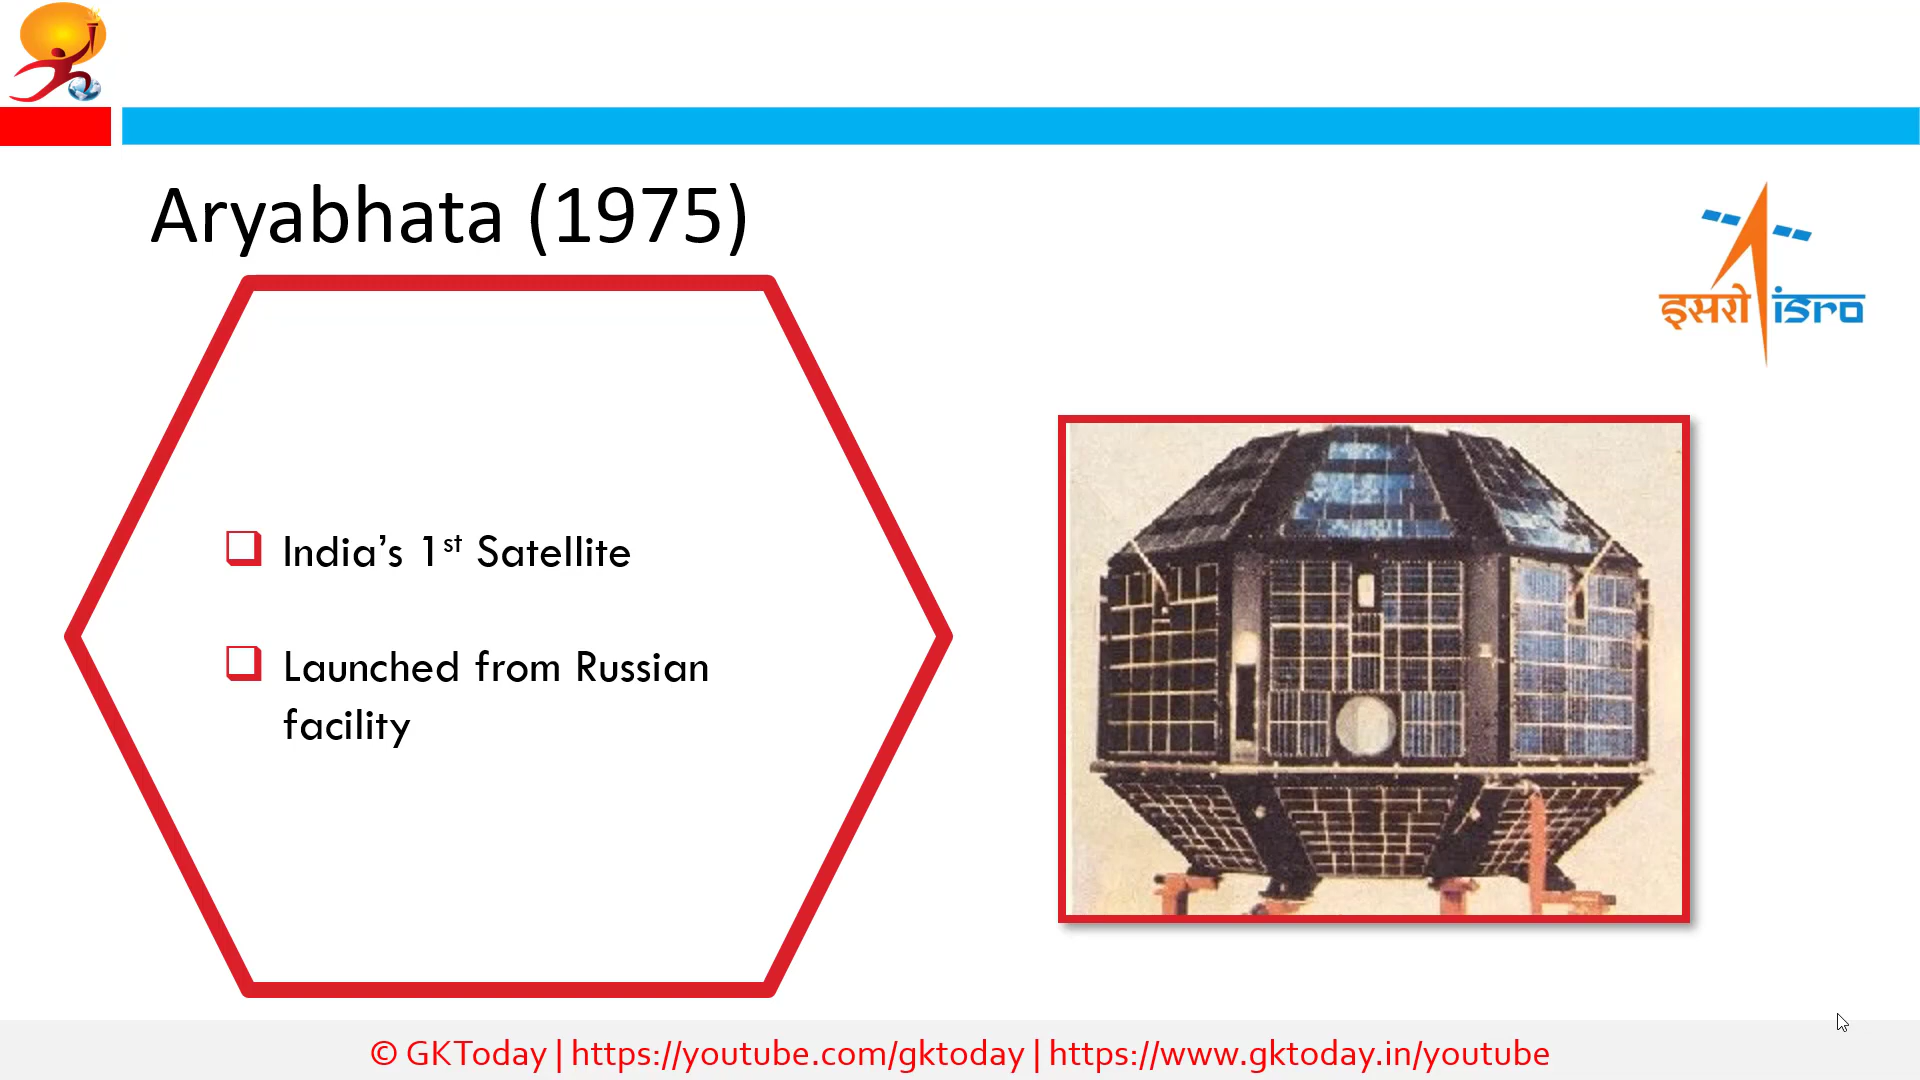 Aryabhata (1975)
इसरो isro
India’s 1st Satellite
Launched from Russian
facility
© GKToday | https://youtube.com/gktoday | https://www.gktoday.in/youtube